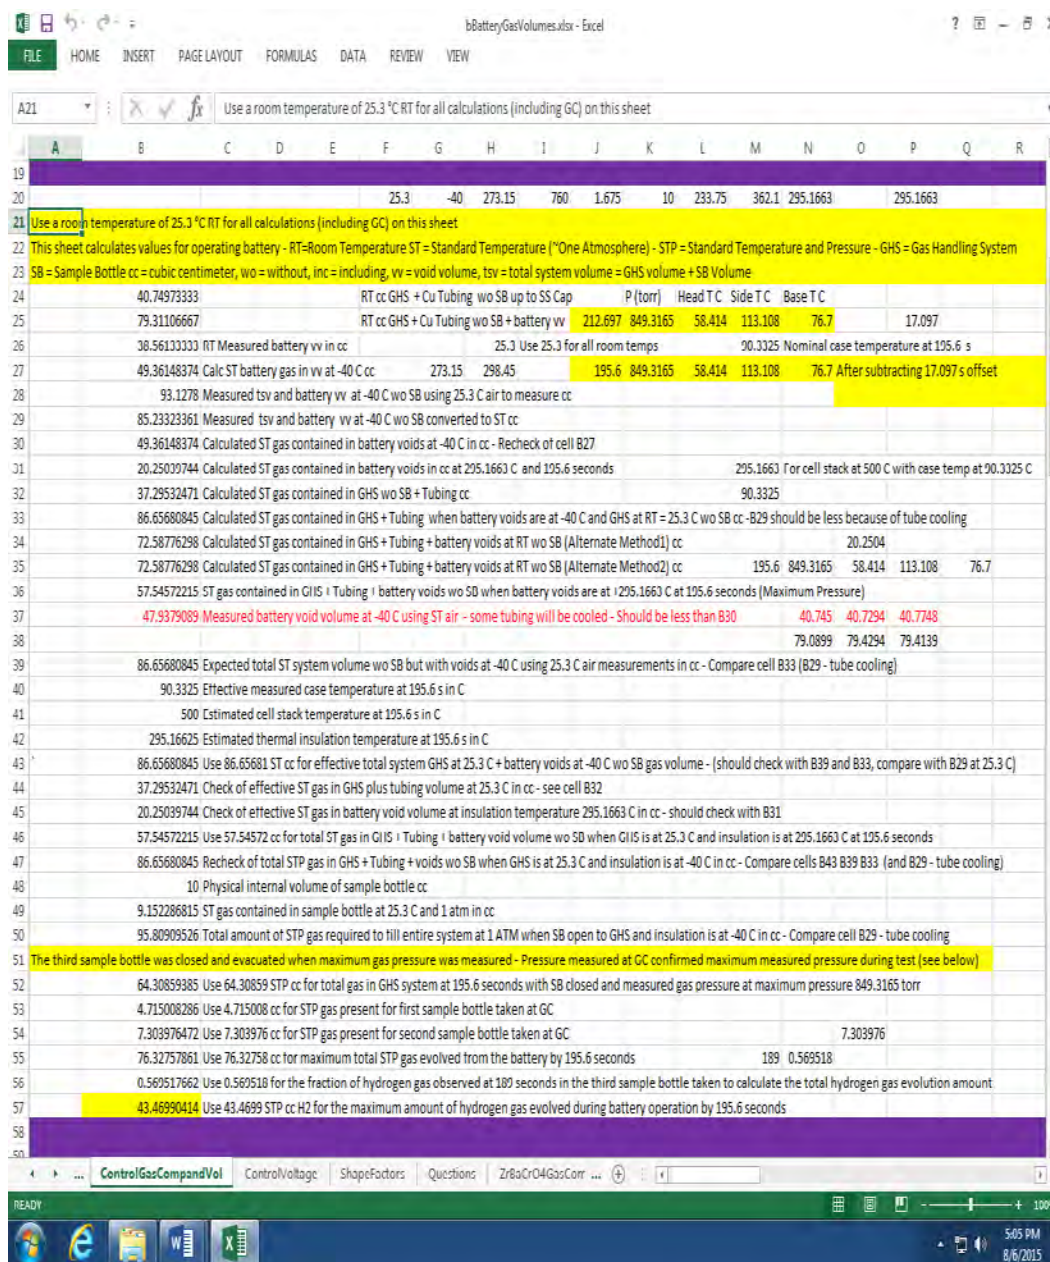 bBatteryGasVolumes.xlsx - Excel
FILE HOME INSERT PAGE LAYOUT FORMULAS DATA REVIEW VIEW
A21 fx Use a room temperature of 25.3 °C RT for all calculations (including GC) on this sheet
A B C D E F G H I J K L M N O P Q R
19
20 25.3 -40 273.15 760 1.675 10 233.75 362.1 295.1663 295.1663
21 Use a room temperature of 25.3 °C RT for all calculations (including GC) on this sheet
22 This sheet calculates values for operating battery - RT=Room Temperature ST = Standard Temperature (~One Atmosphere) - STP = Standard Temperature and Pressure - GHS = Gas Handling System
23 SB = Sample Bottle cc = cubic centimeter, wo = without, inc = including, vv = void volume, tsv = total system volume = GHS volume + SB Volume
24 40.74973333 RT cc GHS + Cu Tubing wo SB up to SS Cap P (torr) Head T C Side T C Base T C
25 79.31106667 RT cc GHS + Cu Tubing wo SB + battery vv 212.697 849.3165 58.414 113.108 76.7 17.097
26 38.56133333 RT Measured battery vv in cc 25.3 Use 25.3 for all room temps 90.3325 Nominal case temperature at 195.6 s
27 49.36148374 Calc ST battery gas in vv at -40 C cc 273.15 298.45 195.6 849.3165 58.414 113.108 76.7 After subtracting 17.097 s offset
28 93.1278 Measured tsv and battery vv at -40 C wo SB using 25.3 C air to measure cc
29 85.23323361 Measured tsv and battery vv at -40 C wo SB converted to ST cc
30 49.36148374 Calculated ST gas contained in battery voids at -40 C in cc - Recheck of cell B27
31 20.25039744 Calculated ST gas contained in battery voids in cc at 295.1663 C and 195.6 seconds 295.1663 For cell stack at 500 C with case temp at 90.3325 C
32 37.29532471 Calculated ST gas contained in GHS wo SB + Tubing cc 90.3325
33 86.65680845 Calculated ST gas contained in GHS + Tubing when battery voids are at -40 C and GHS at RT = 25.3 C wo SB cc -B29 should be less because of tube cooling
34 72.58776298 Calculated ST gas contained in GHS + Tubing + battery voids at RT wo SB (Alternate Method1) cc 20.2504
35 72.58776298 Calculated ST gas contained in GHS + Tubing + battery voids at RT wo SB (Alternate Method2) cc 195.6 849.3165 58.414 113.108 76.7
36 57.54572215 ST gas contained in GHS + Tubing + battery voids wo SB when battery voids are at +295.1663 C at 195.6 seconds (Maximum Pressure)
37 47.9379089 Measured battery void volume at -40 C using ST air - some tubing will be cooled - Should be less than B30 40.745 40.7294 40.7748
38 79.0899 79.4294 79.4139
39 86.65680845 Expected total ST system volume wo SB but with voids at -40 C using 25.3 C air measurements in cc - Compare cell B33 (B29 - tube cooling)
40 90.3325 Effective measured case temperature at 195.6 s in C
41 500 Estimated cell stack temperature at 195.6 s in C
42 295.16625 Estimated thermal insulation temperature at 195.6 s in C
43 ` 86.65680845 Use 86.65681 ST cc for effective total system GHS at 25.3 C + battery voids at -40 C wo SB gas volume - (should check with B39 and B33, compare with B29 at 25.3 C)
44 37.29532471 Check of effective ST gas in GHS plus tubing volume at 25.3 C in cc - see cell B32
45 20.25039744 Check of effective ST gas in battery void volume at insulation temperature 295.1663 C in cc - should check with B31
46 57.54572215 Use 57.54572 cc for total ST gas in GHS + Tubing + battery void volume wo SB when GHS is at 25.3 C and insulation is at 295.1663 C at 195.6 seconds
47 86.65680845 Recheck of total STP gas in GHS + Tubing + voids wo SB when GHS is at 25.3 C and insulation is at -40 C in cc - Compare cells B43 B39 B33 (and B29 - tube cooling)
48 10 Physical internal volume of sample bottle cc
49 9.152286815 ST gas contained in sample bottle at 25.3 C and 1 atm in cc
50 95.80909526 Total amount of STP gas required to fill entire system at 1 ATM when SB open to GHS and insulation is at -40 C in cc - Compare cell B29 - tube cooling
51 The third sample bottle was closed and evacuated when maximum gas pressure was measured - Pressure measured at GC confirmed maximum measured pressure during test (see below)
52 64.30859385 Use 64.30859 STP cc for total gas in GHS system at 195.6 seconds with SB closed and measured gas pressure at maximum pressure 849.3165 torr
53 4.715008286 Use 4.715008 cc for STP gas present for first sample bottle taken at GC
54 7.303976472 Use 7.303976 cc for STP gas present for second sample bottle taken at GC 7.303976
55 76.32757861 Use 76.32758 cc for maximum total STP gas evolved from the battery by 195.6 seconds 189 0.569518
56 0.569517662 Use 0.569518 for the fraction of hydrogen gas observed at 189 seconds in the third sample bottle taken to calculate the total hydrogen gas evolution amount
57 43.46990414 Use 43.4699 STP cc H2 for the maximum amount of hydrogen gas evolved during battery operation by 195.6 seconds
58
... ControlGasCompandVol ControlVoltage ShapeFactors Questions ZrBaCrO4GasCorr ...
READY 100
5:05 PM
8/6/2015